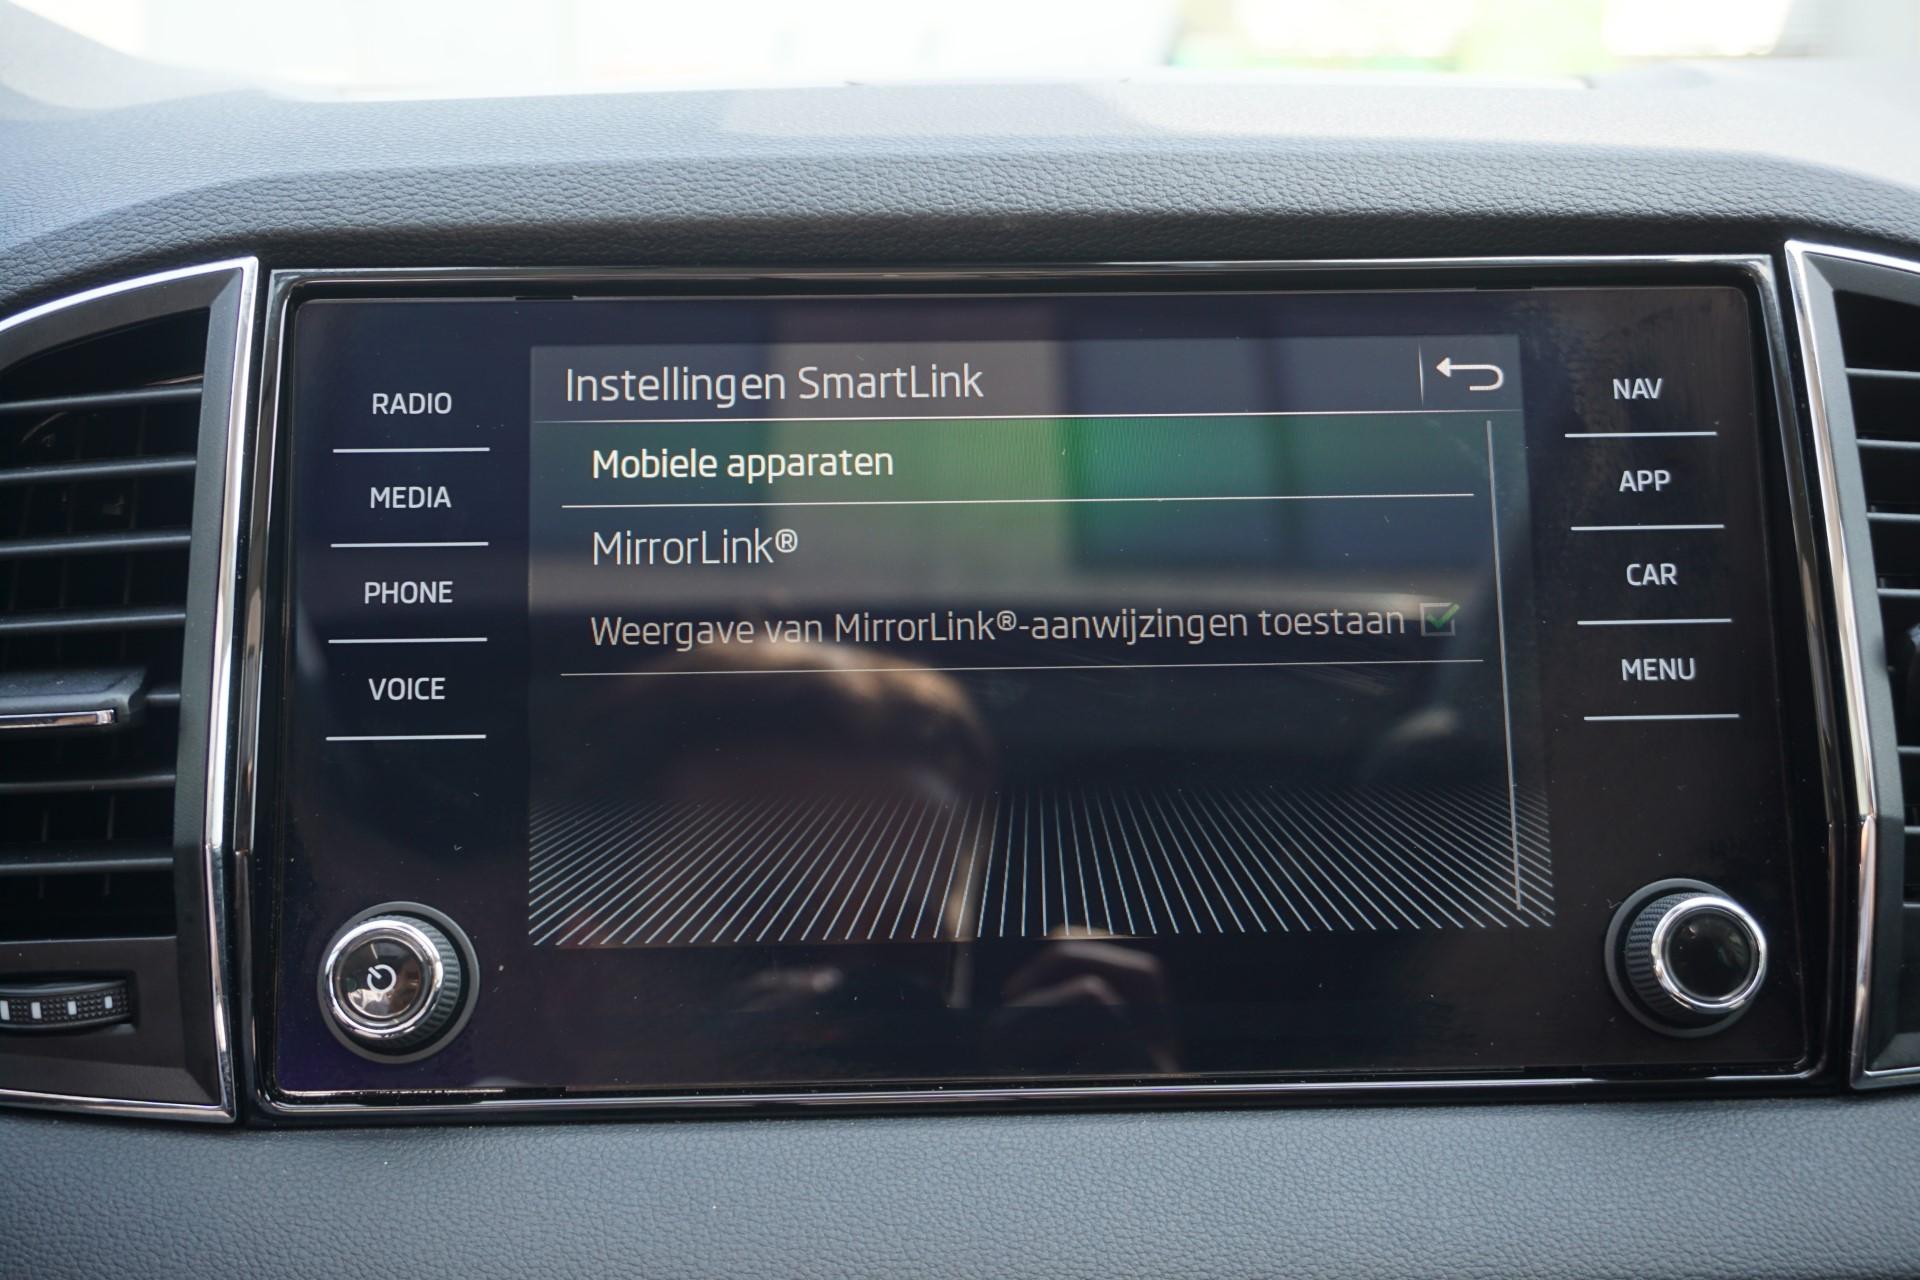 RADIO
MEDIA
PHONE
VOICE
Instellingen SmartLink
Mobiele apparaten
MirrorLink®
Weergave van MirrorLink®-aanwijzingen toestaan
NAV
APP
CAR
MENU